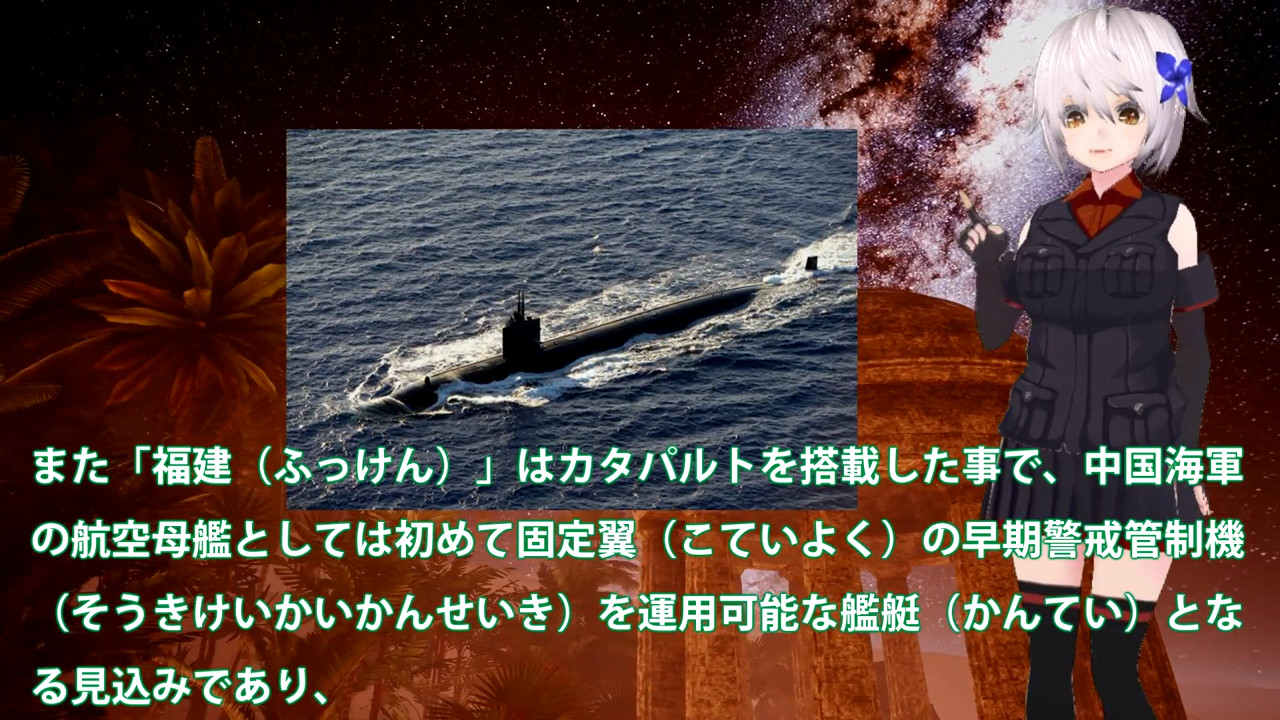 また「福建（ふっけん）」はカタパルトを搭載した事で、中国海軍
の航空母艦としては初めて固定翼（こていよく）の早期警戒管制機
（そうきけいかいかんせいき）を運用可能な艦艇（かんてい）とな
る見込みであり、